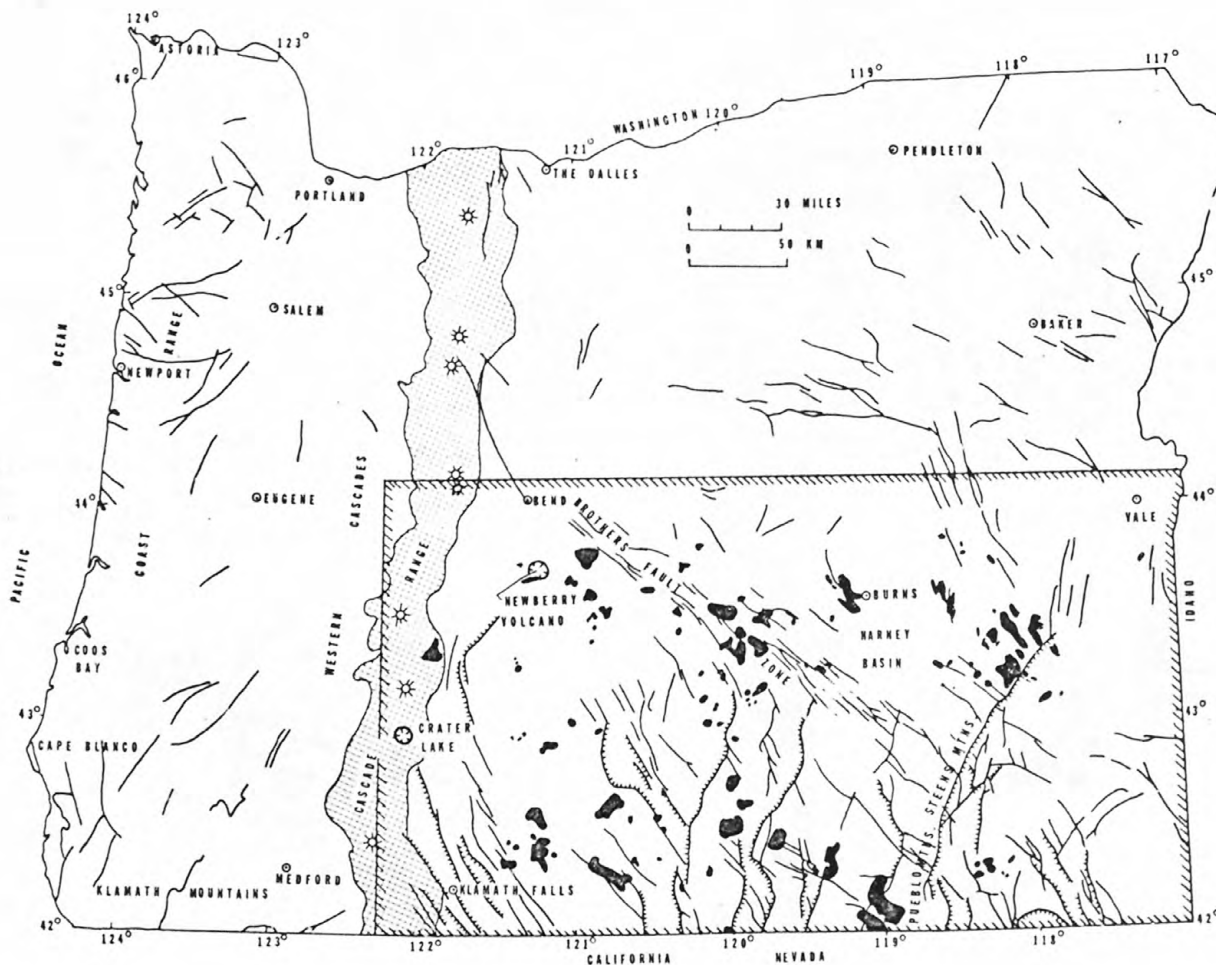 124°
ASTORIA
123°
46°
119°
118°
117°
WASHINGTON 120°
122°
121°
THE DALLES
PENDLETON
PORTLAND
0 30 MILES
0 50 KM
45°
45°
SALEM
BAKER
OCEAN
RANGE
NEWPORT
44°
EUGENE
CASCADES
BEND
44°
VALE
BROTHERS
FAULT
ZONE
COAST
PACIFIC
RANGE
NEWBERRY
VOLCANO
BURNS
HARNEY
BASIN
IDAHO
COOS
BAY
WESTERN
43°
CAPE BLANCO
CRATER
LAKE
43°
CASCADE
PUEBLO MTNS. STEENS MTNS.
MEDFORD
KLAMATH MOUNTAINS
KLAMATH FALLS
42°
42°
124°
123°
122°
121°
120°
119°
118°
CALIFORNIA NEVADA